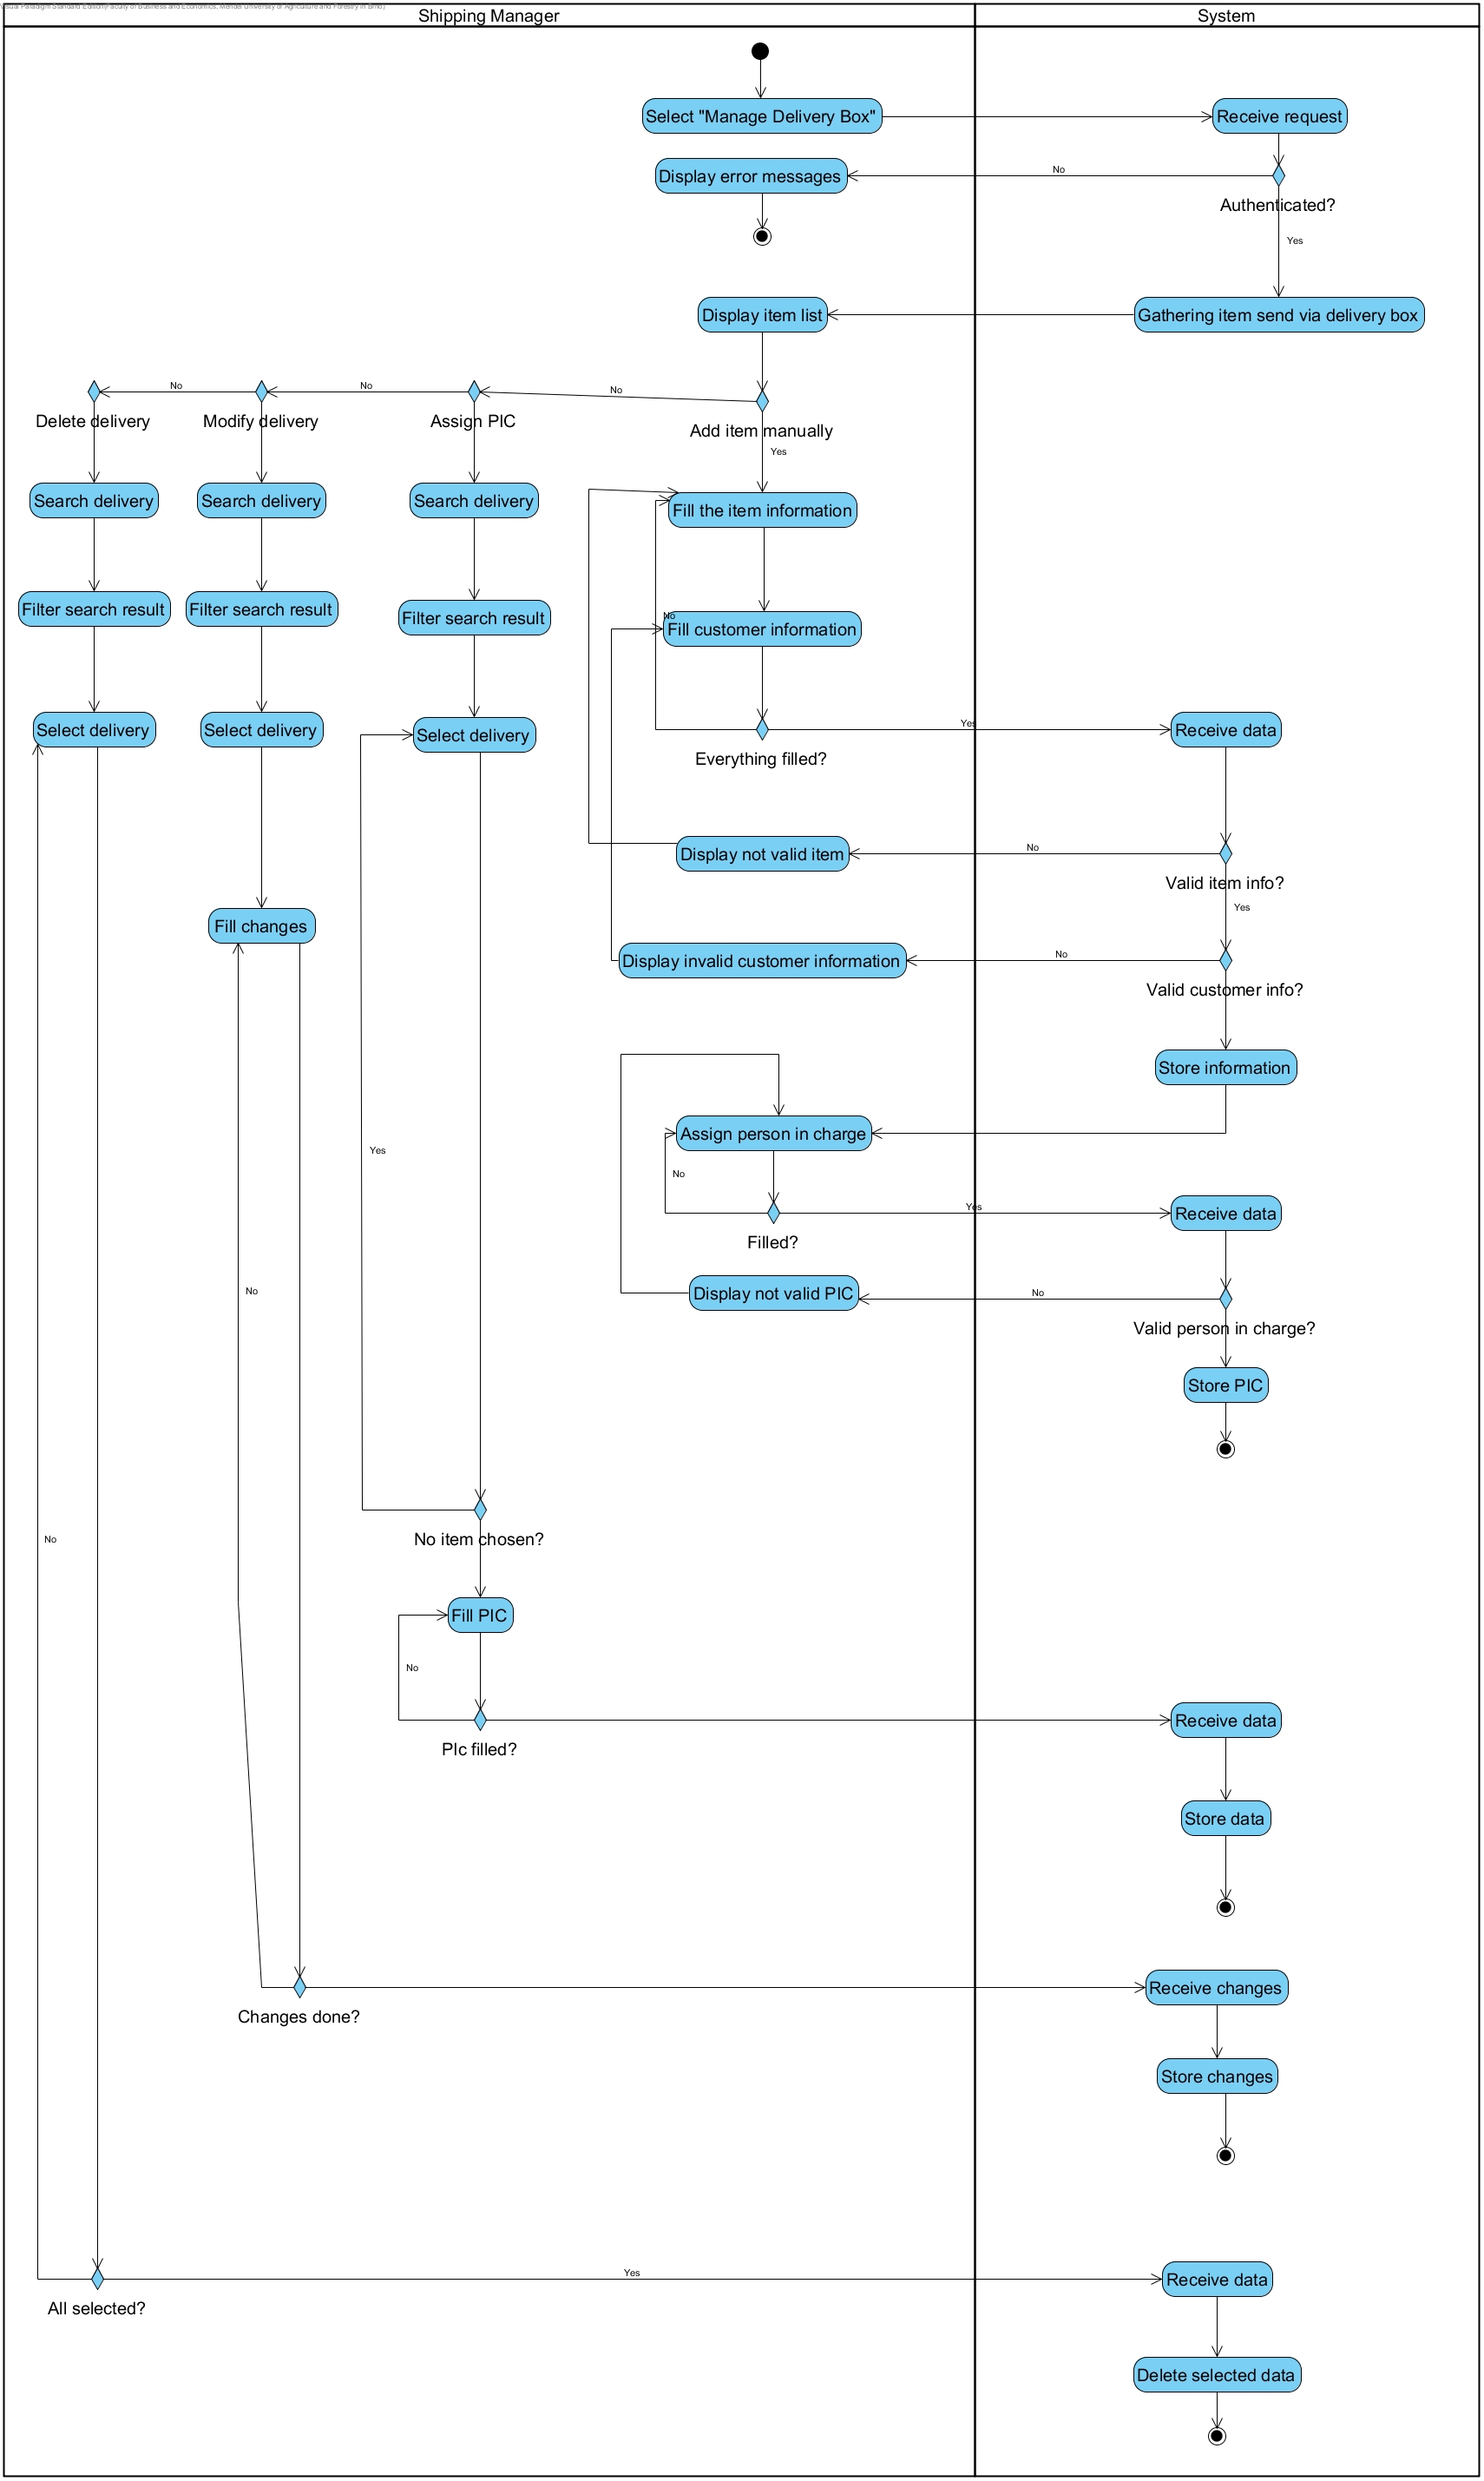 Visual Paradigm Standard Edition(Faculty of Business and Economics, Mendel University of Agriculture and Forestry in Brno)
Shipping Manager
System
Select "Manage Delivery Box"
Receive request
Display error messages
No
Authenticated?
Yes
Display item list
Gathering item send via delivery box
No
No
No
Delete delivery
Modify delivery
Assign PIC
Add item manually
Yes
Search delivery
Search delivery
Search delivery
Fill the item information
Filter search result
Filter search result
Filter search result
No
Fill customer information
Select delivery
Select delivery
Select delivery
Yes
Receive data
Everything filled?
Display not valid item
No
Valid item info?
Yes
Fill changes
Display invalid customer information
No
Valid customer info?
Store information
Assign person in charge
Yes
No
Yes
Receive data
Filled?
No
Display not valid PIC
No
Valid person in charge?
Store PIC
No
No item chosen?
Fill PIC
No
Receive data
PIc filled?
Store data
Receive changes
Changes done?
Store changes
Yes
Receive data
All selected?
Delete selected data